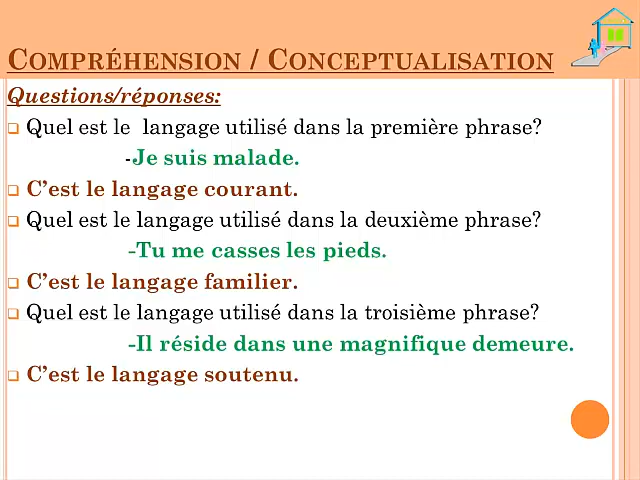 COMPRÉHENSION / CONCEPTUALISATION
Questions/réponses:
Quel est le langage utilisé dans la première phrase?
-Je suis malade.
C’est le langage courant.
Quel est le langage utilisé dans la deuxième phrase?
-Tu me casses les pieds.
C’est le langage familier.
Quel est le langage utilisé dans la troisième phrase?
-Il réside dans une magnifique demeure.
C’est le langage soutenu.